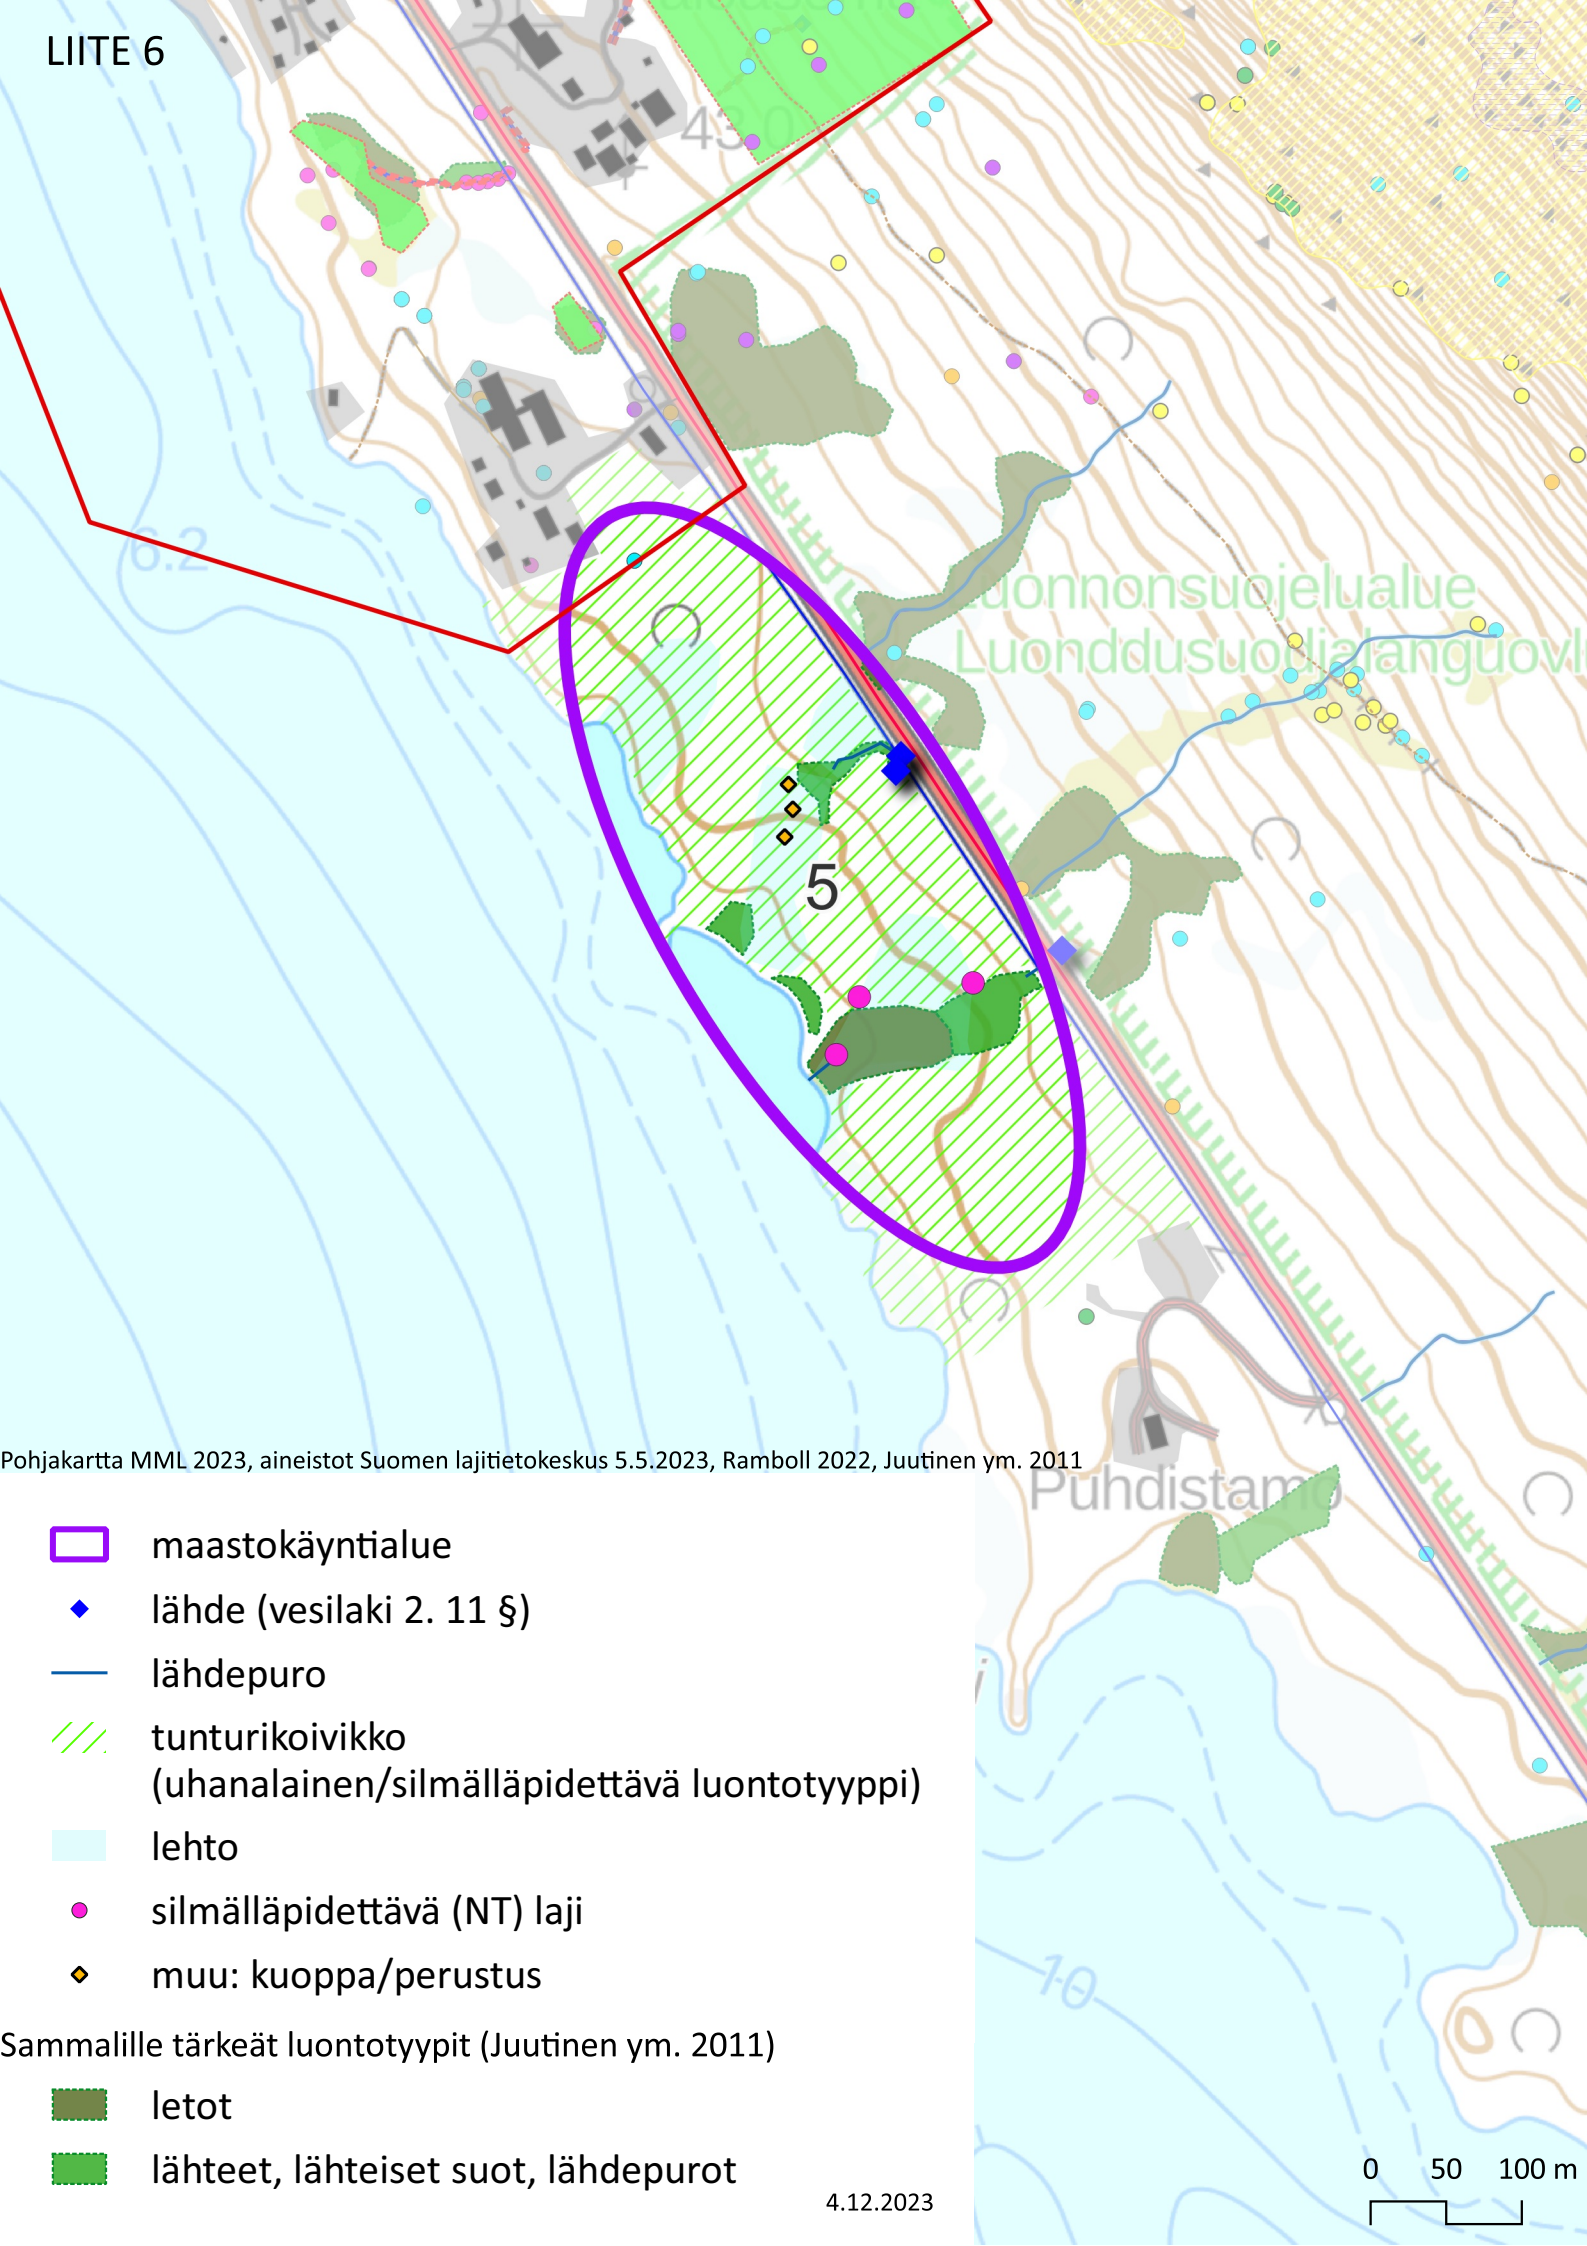 LIITE 6
43.0
6.2
Luonnonsuojelualue
Luonddusuodjalanguovl
5
Pohjakartta MML 2023, aineistot Suomen lajitietokeskus 5.5.2023, Ramboll 2022, Juutinen ym. 2011
Puhdistamo
maastokäyntialue
lähde (vesilaki 2. 11 §)
lähdepuro
tunturikoivikko
(uhanalainen/silmälläpidettävä luontotyyppi)
lehto
silmälläpidettävä (NT) laji
muu: kuoppa/perustus
10
Sammalille tärkeät luontotyypit (Juutinen ym. 2011)
letot
lähteet, lähteiset suot, lähdepurot
0 50 100 m
4.12.2023